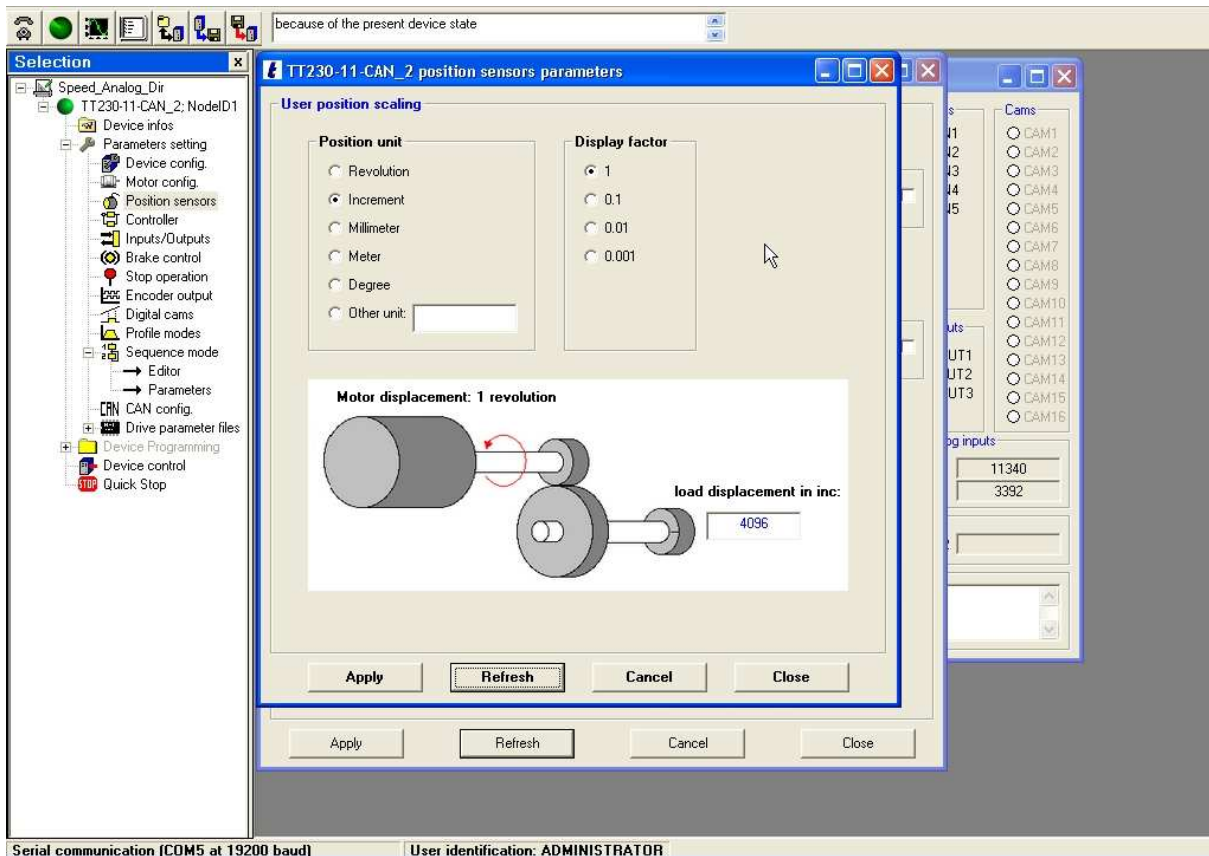 because of the present device state
Selection
Speed_Analog_Dir
TT230-11-CAN_2; NodeID1
Device infos
Parameters setting
Device config.
Motor config.
Position sensors
Controller
Inputs/Outputs
Brake control
Stop operation
Encoder output
Digital cams
Profile modes
Sequence mode
Editor
Parameters
CAN CAN config.
Drive parameter files
Device Programming
Device control
STOP Quick Stop
TT230-11-CAN_2 position sensors parameters
User position scaling
Position unit
Revolution
Increment
Millimeter
Meter
Degree
Other unit:
Display factor
1
0.1
0.01
0.001
Motor displacement: 1 revolution
load displacement in inc:
4096
Apply Refresh Cancel Close
Apply Refresh Cancel Close
Cams
CAM1
CAM2
CAM3
CAM4
CAM5
CAM6
CAM7
CAM8
CAM9
CAM10
CAM11
CAM12
CAM13
CAM14
CAM15
CAM16
UT1
UT2
UT3
og inputs
11340
3392
Serial communication (COM5 at 19200 baud) User identification: ADMINISTRATOR